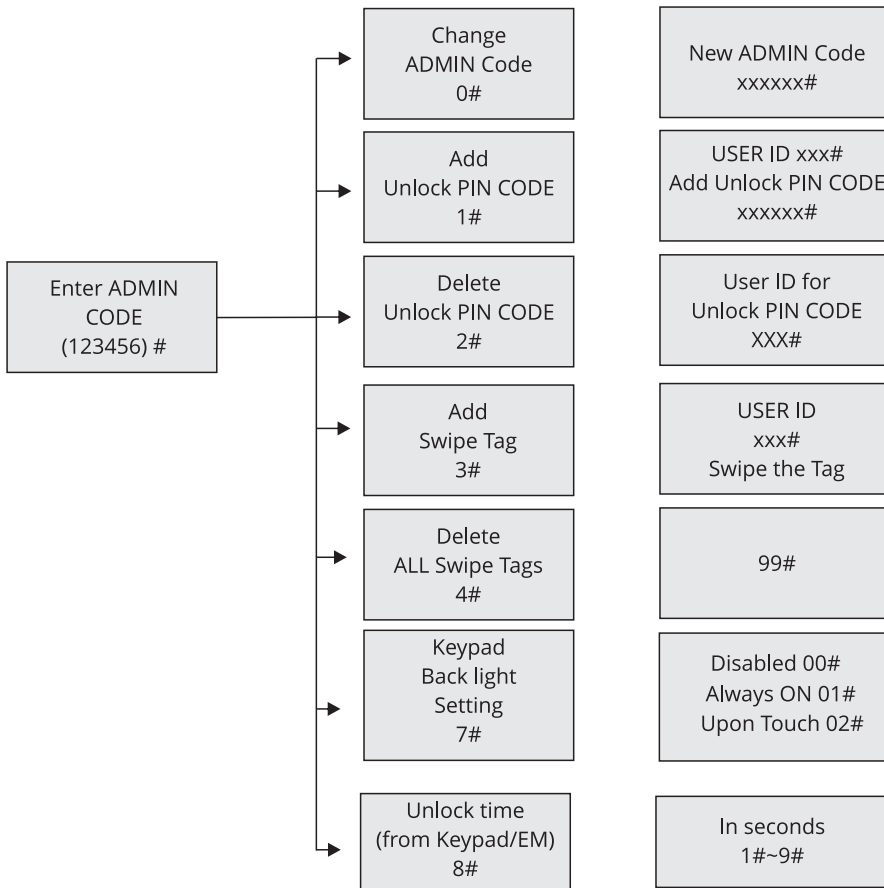 Enter ADMIN
CODE
(123456) #
Change
ADMIN Code
0#
New ADMIN Code
xxxxxx#
Add
Unlock PIN CODE
1#
USER ID xxx#
Add Unlock PIN CODE
xxxxxx#
Delete
Unlock PIN CODE
2#
User ID for
Unlock PIN CODE
XXX#
Add
Swipe Tag
3#
USER ID
xxx#
Swipe the Tag
Delete
ALL Swipe Tags
4#
99#
Keypad
Back light
Setting
7#
Disabled 00#
Always ON 01#
Upon Touch 02#
Unlock time
(from Keypad/EM)
8#
In seconds
1#~9#